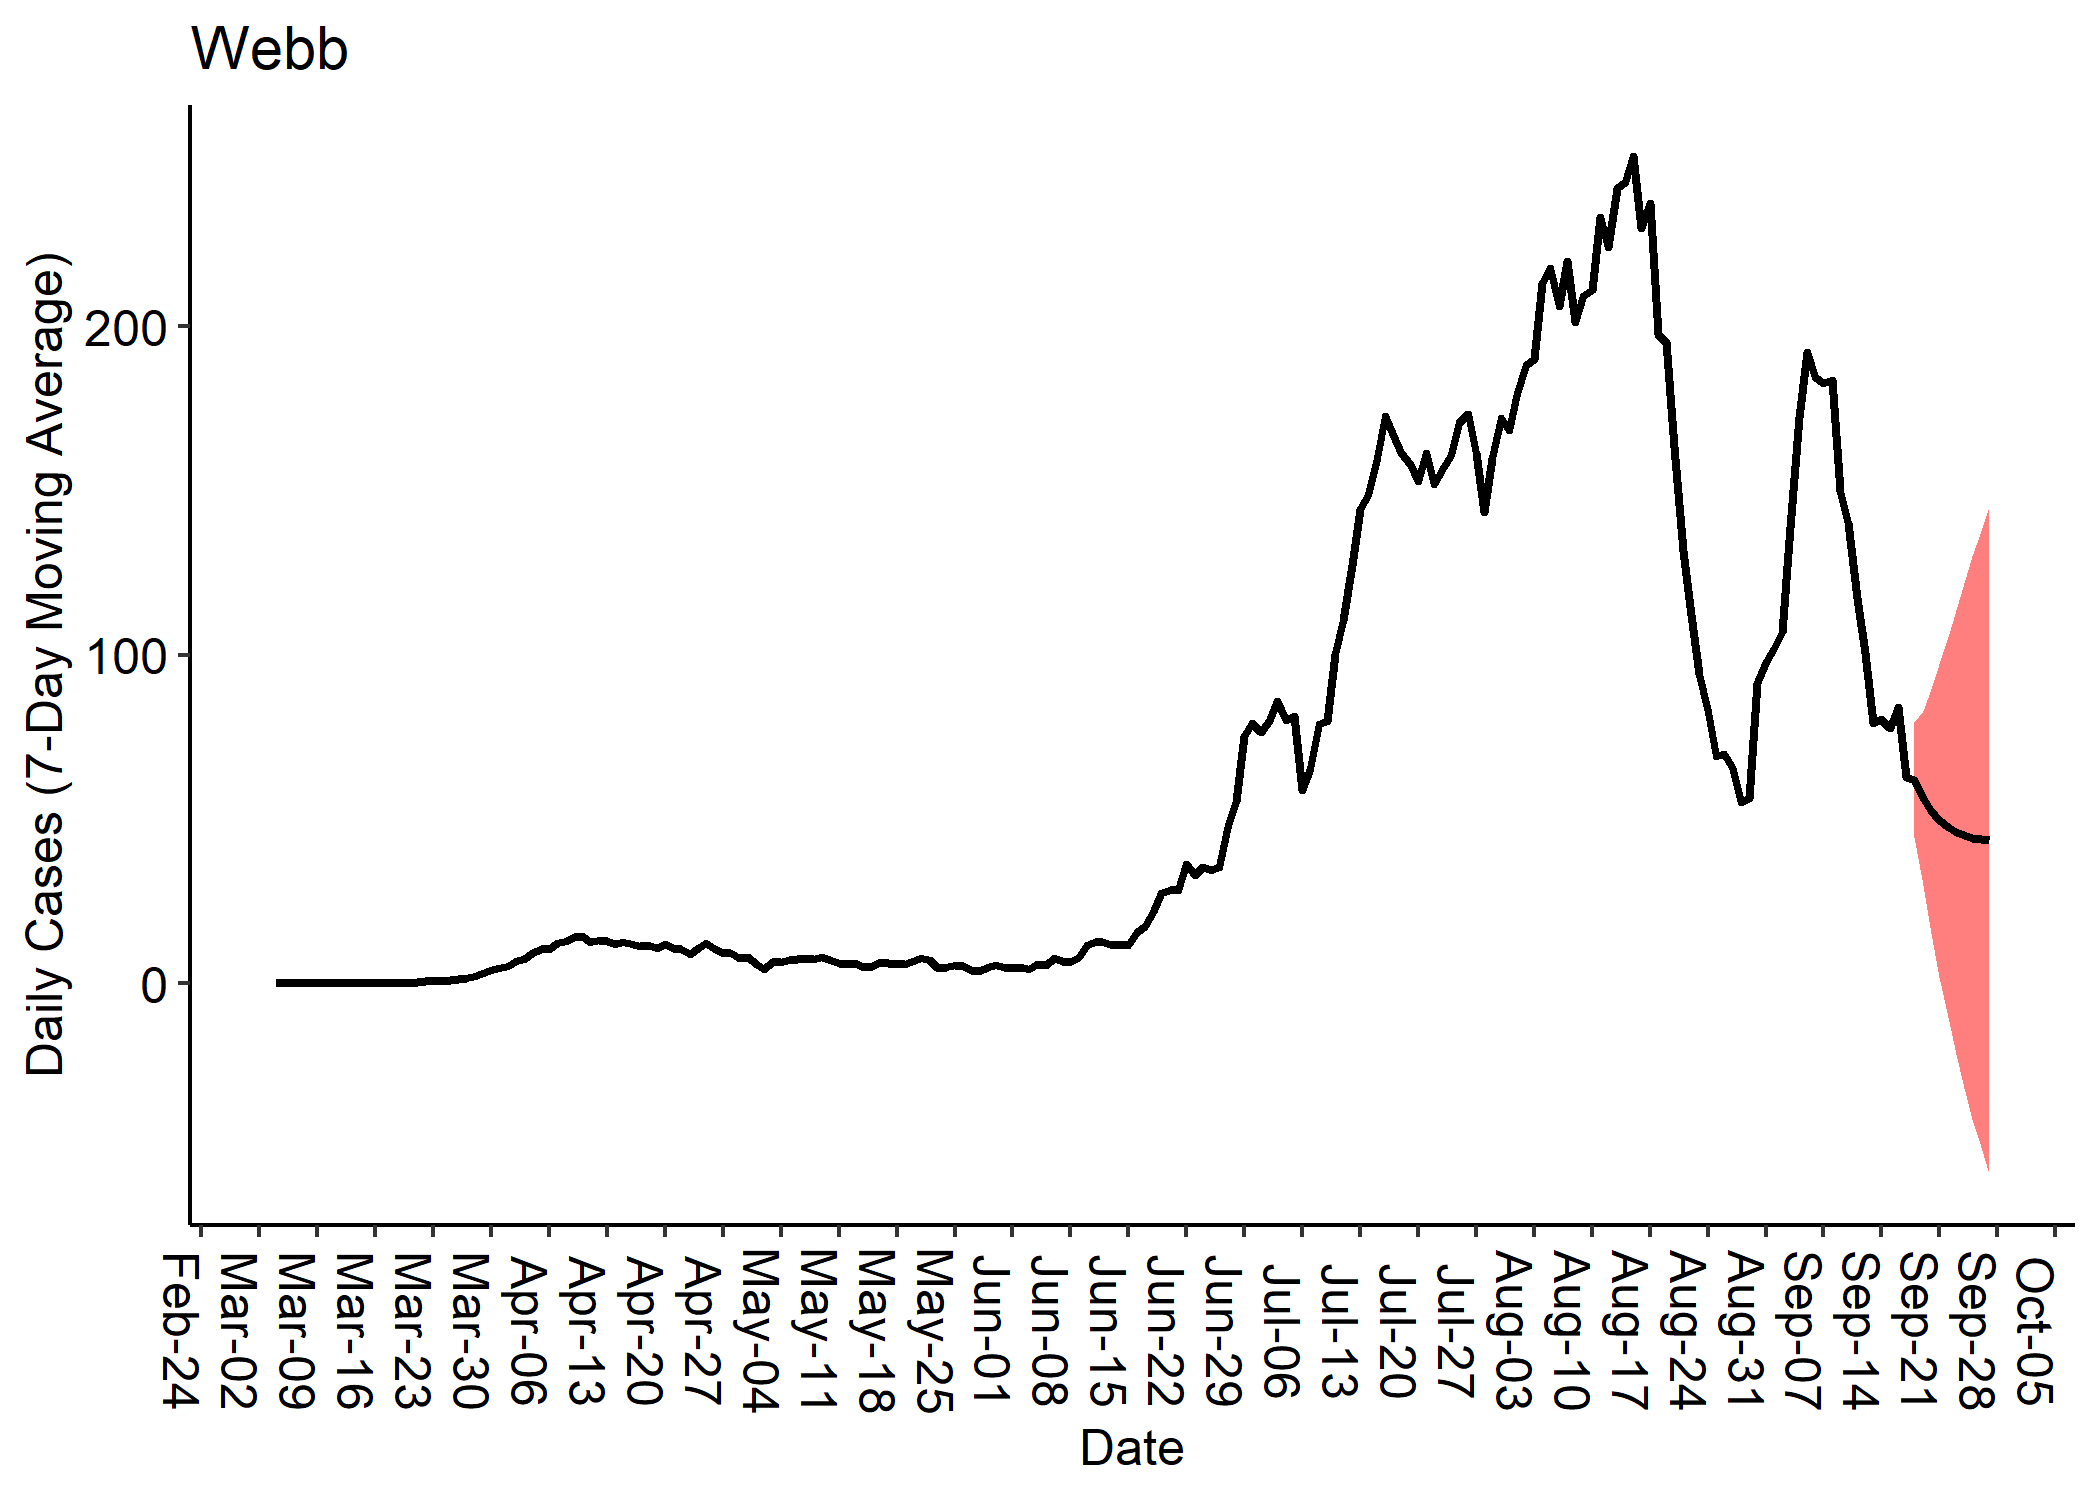 Webb
Daily Cases (7-Day Moving Average)
200
100
0
Feb-24
Mar-02
Mar-09
Mar-16
Mar-23
Mar-30
Apr-06
Apr-13
Apr-20
Apr-27
May-04
May-11
May-18
May-25
Jun-01
Jun-08
Jun-15
Jun-22
Jun-29
Jul-06
Jul-13
Jul-20
Jul-27
Aug-03
Aug-10
Aug-17
Aug-24
Aug-31
Sep-07
Sep-14
Sep-21
Sep-28
Oct-05
Date